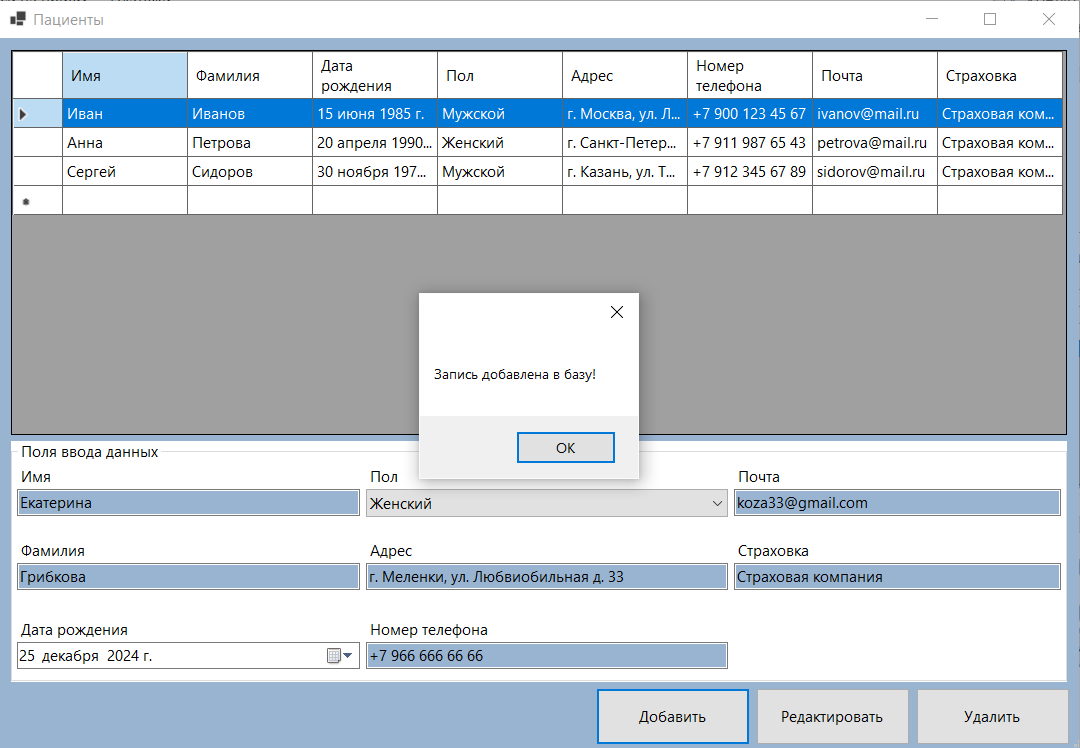 Пациенты
Имя Фамилия Дата рождения Пол Адрес Номер телефона Почта Страховка
Иван Иванов 15 июня 1985 г. Мужской г. Москва, ул. Л... +7 900 123 45 67 ivanov@mail.ru Страховая ком...
Анна Петрова 20 апреля 1990... Женский г. Санкт-Петер... +7 911 987 65 43 petrova@mail.ru Страховая ком...
Сергей Сидоров 30 ноября 197... Мужской г. Казань, ул. Т... +7 912 345 67 89 sidorov@mail.ru Страховая ком...
Запись добавлена в базу!
OK
Поля ввода данных
Имя Пол Почта
Екатерина Женский koza33@gmail.com
Фамилия Адрес Страховка
Грибкова г. Меленки, ул. Любвиобильная д. 33 Страховая компания
Дата рождения Номер телефона
25 декабря 2024 г. +7 966 666 66 66
Добавить Редактировать Удалить